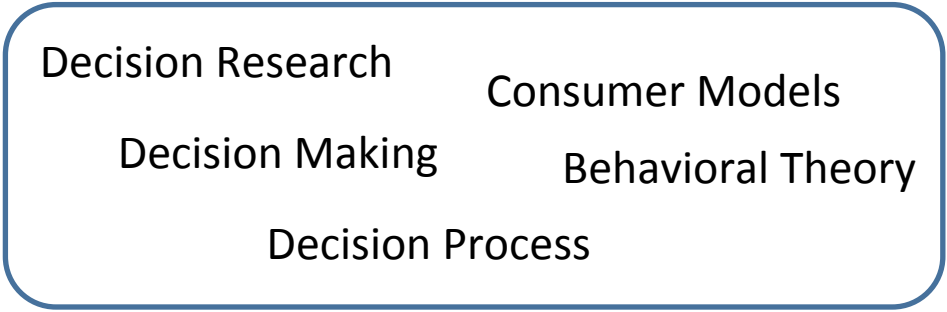 Decision Research
Consumer Models
Decision Making
Behavioral Theory
Decision Process